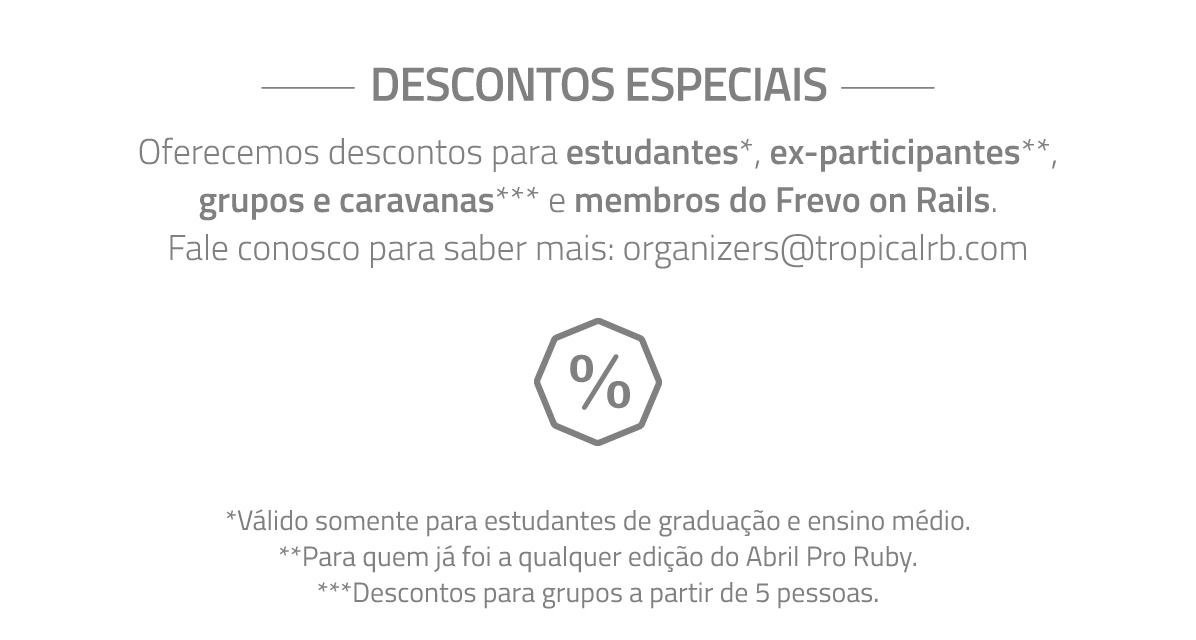 DESCONTOS ESPECIAIS
Oferecemos descontos para estudantes*, ex-participantes**,
grupos e caravanas*** e membros do Frevo on Rails.
Fale conosco para saber mais: organizers@tropicalrb.com
%
*Válido somente para estudantes de graduação e ensino médio.
**Para quem já foi a qualquer edição do Abril Pro Ruby.
***Descontos para grupos a partir de 5 pessoas.